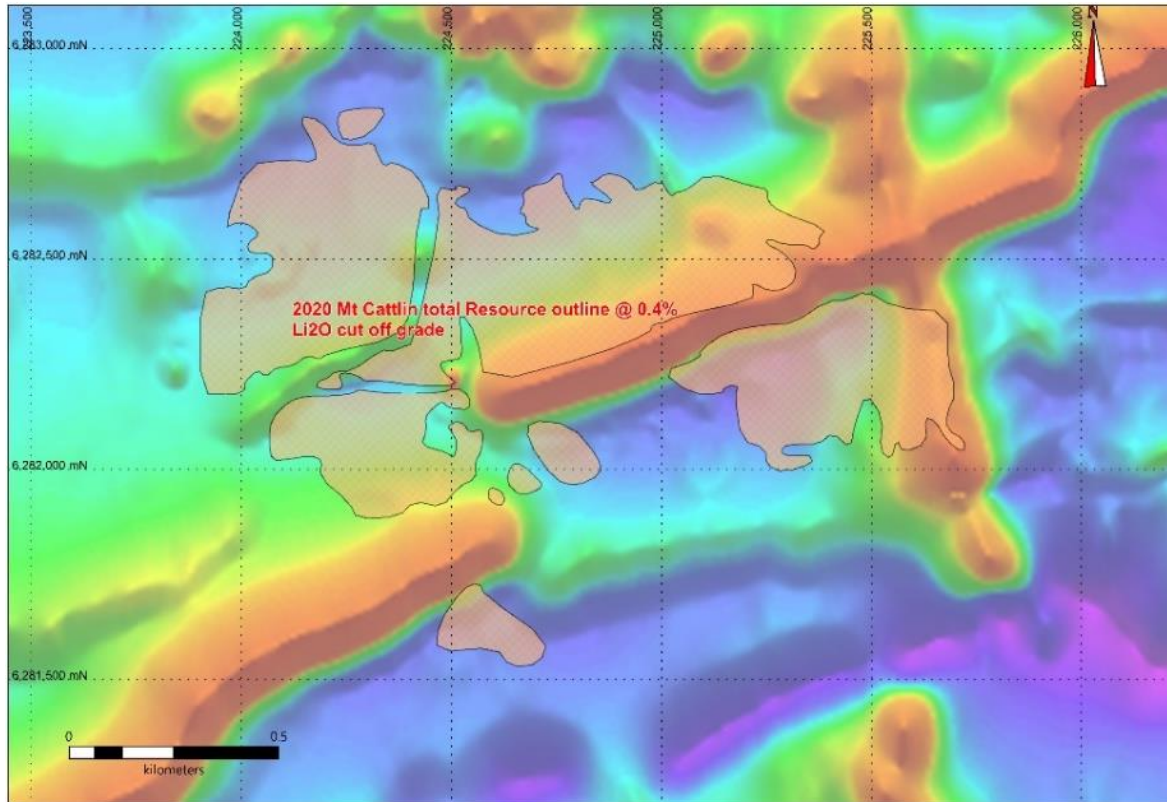 223,500
224,000
224,500
225,000
225,500
226,000
N
6,283,000 mN
6,282,500 mN
2020 Mt Cattlin total Resource outline @ 0.4%
Li2O cut off grade
6,282,000 mN
6,281,500 mN
0 0.5
kilometers